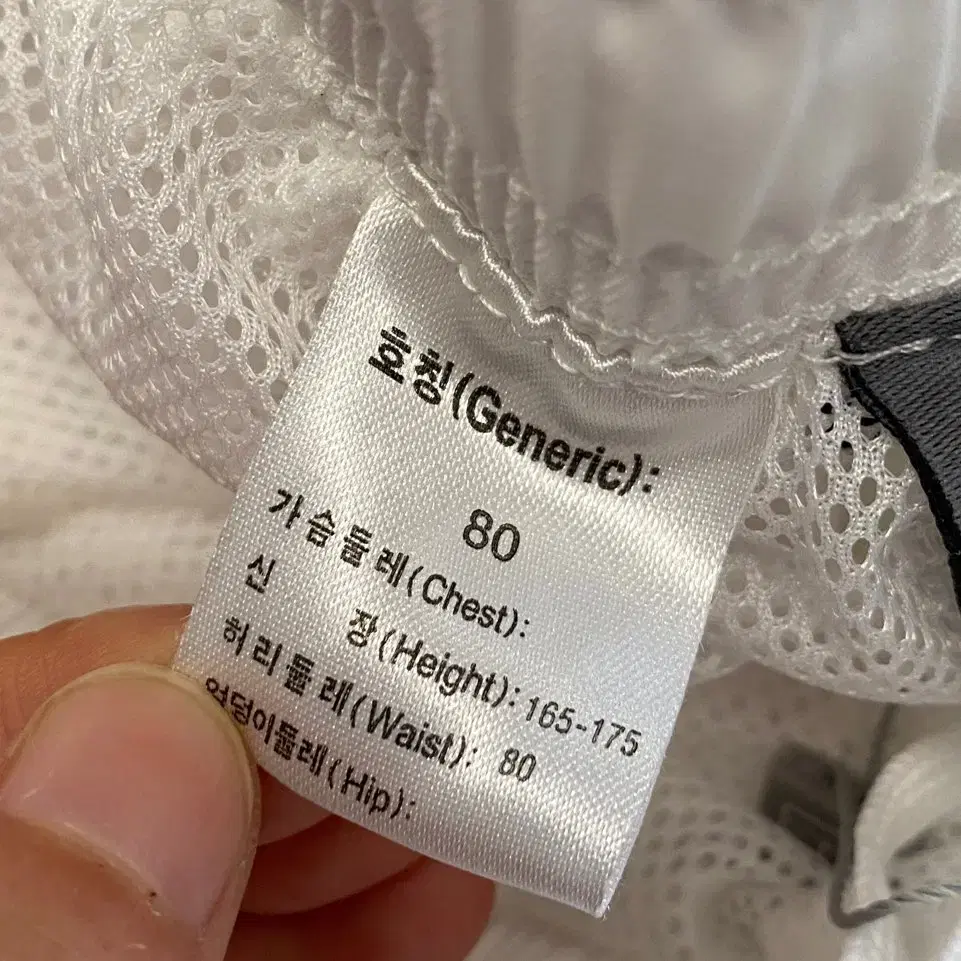 호칭(Generic):
80
가슴둘레(Chest):
신 장(Height): 165-175
허리둘레(Waist): 80
엉덩이둘레(Hip):